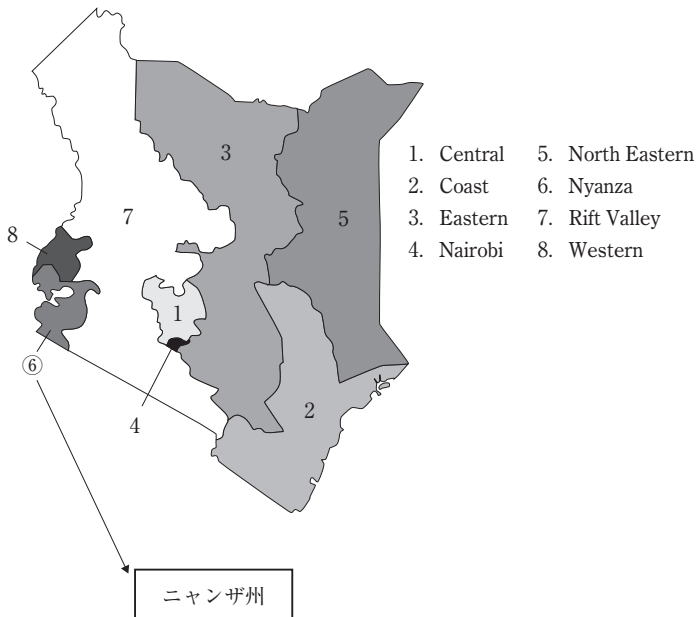 3
7
5
8
1
⑥
4
2
1. Central
2. Coast
3. Eastern
4. Nairobi
5. North Eastern
6. Nyanza
7. Rift Valley
8. Western
ニャンザ州